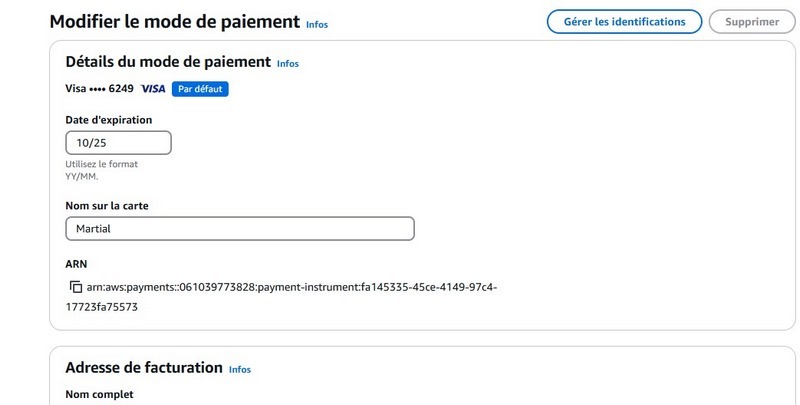 Modifier le mode de paiement Infos
Gérer les identifications Supprimer
Détails du mode de paiement Infos
Visa •••• 6249 VISA Par défaut
Date d'expiration
10/25
Utilisez le format
YY/MM.
Nom sur la carte
Martial
ARN
arn:aws:payments::061039773828:payment-instrument:fa145335-45ce-4149-97c4-
17723fa75573
Adresse de facturation Infos
Nom complet